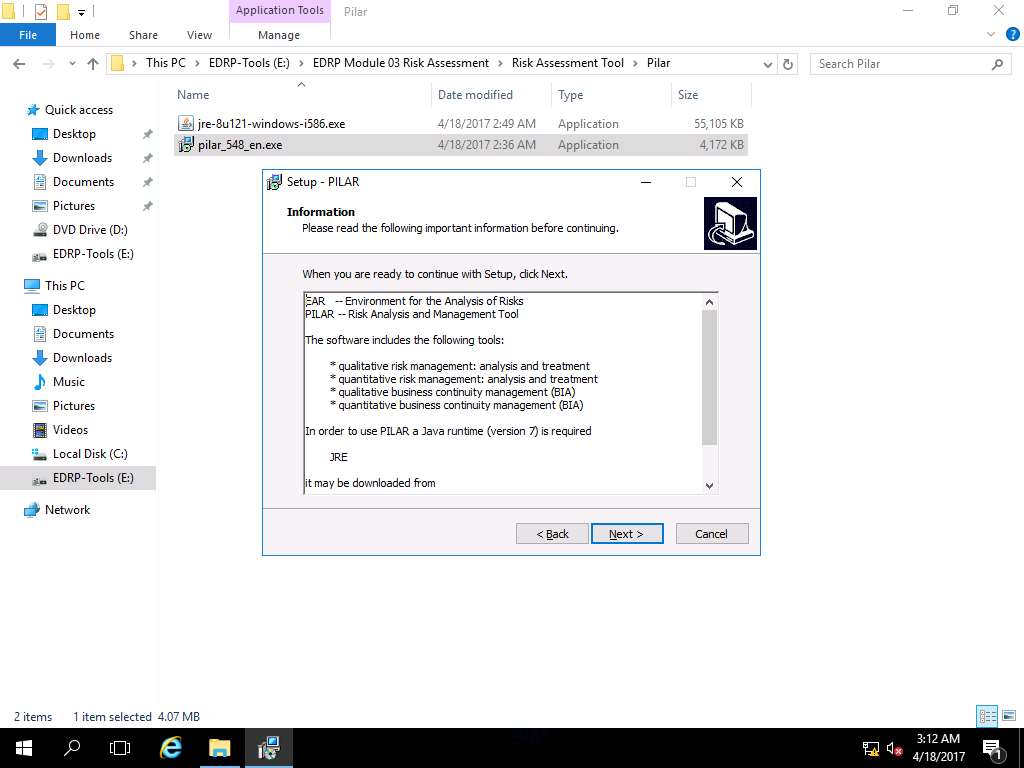 Application Tools
Pilar
File
Home
Share
View
Manage
This PC
EDRP-Tools (E:)
EDRP Module 03 Risk Assessment
Risk Assessment Tool
Pilar
Search Pilar
Name
Date modified
Type
Size
jre-8u121-windows-i586.exe
4/18/2017 2:49 AM
Application
55,105 KB
pilar_548_en.exe
4/18/2017 2:36 AM
Application
4,172 KB
Quick access
Desktop
Downloads
Documents
Pictures
DVD Drive (D:)
EDRP-Tools (E:)
This PC
Desktop
Documents
Downloads
Music
Pictures
Videos
Local Disk (C:)
EDRP-Tools (E:)
Network
Setup - PILAR
Information
Please read the following important information before continuing.
When you are ready to continue with Setup, click Next.
EAR -- Environment for the Analysis of Risks
PILAR -- Risk Analysis and Management Tool
The software includes the following tools:
* qualitative risk management: analysis and treatment
* quantitative risk management: analysis and treatment
* qualitative business continuity management (BIA)
* quantitative business continuity management (BIA)
In order to use PILAR a Java runtime (version 7) is required
JRE
it may be downloaded from
< Back
Next >
Cancel
2 items
1 item selected 4.07 MB
3:12 AM
4/18/2017
1